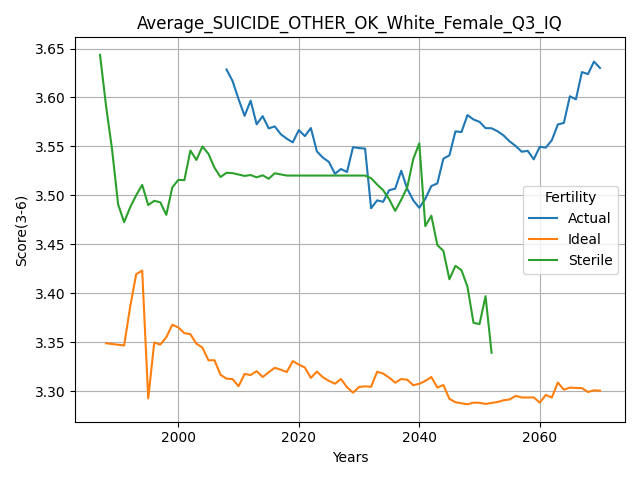 Average_SUICIDE_OTHER_OK_White_Female_Q3_IQ
3.65
3.60
3.55
3.50
3.45
3.40
3.35
3.30
Score(3-6)
Fertility
Actual
Ideal
Sterile
2000
2020
2040
2060
Years